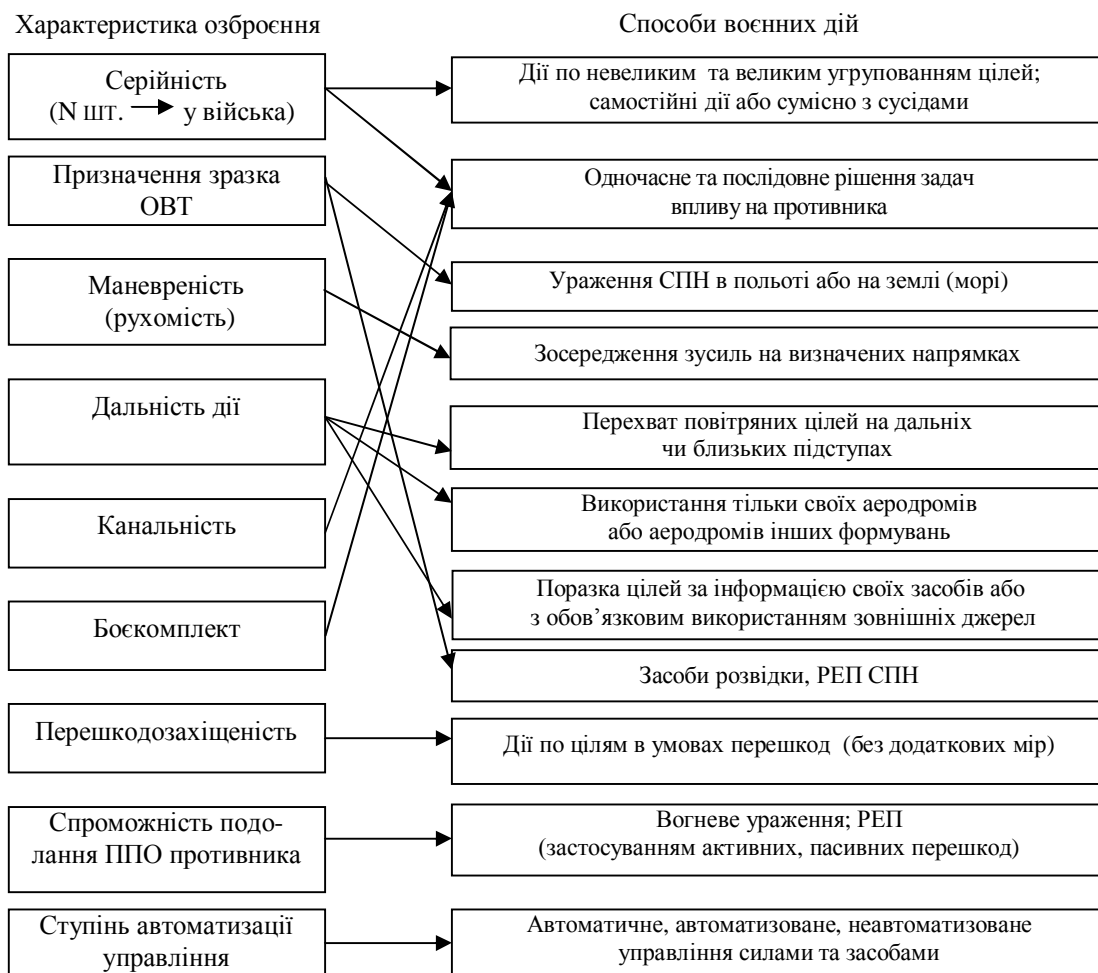 Характеристика озброєння
Серійність
(N ШТ. → у війська)
Призначення зразка
ОВТ
Маневреність
(рухомість)
Дальність дії
Канальність
Боєкомплект
Перешкодозахіщеність
Спроможність подо-
лання ППО противника
Ступінь автоматизації
управління
Способи воєнних дій
Дії по невеликим та великим угрупованням цілей;
самостійні дії або сумісно з сусідами
Одночасне та послідовне рішення задач
впливу на противника
Ураження СПН в польоті або на землі (морі)
Зосередження зусиль на визначених напрямках
Перехват повітряних цілей на дальніх
чи близьких підступах
Використання тільки своїх аеродромів
або аеродромів інших формувань
Поразка цілей за інформацією своїх засобів або
з обов’язковим використанням зовнішніх джерел
Засоби розвідки, РЕП СПН
Дії по цілям в умовах перешкод (без додаткових мір)
Вогневе ураження; РЕП
(застосуванням активних, пасивних перешкод)
Автоматичне, автоматизоване, неавтоматизоване
управління силами та засобами